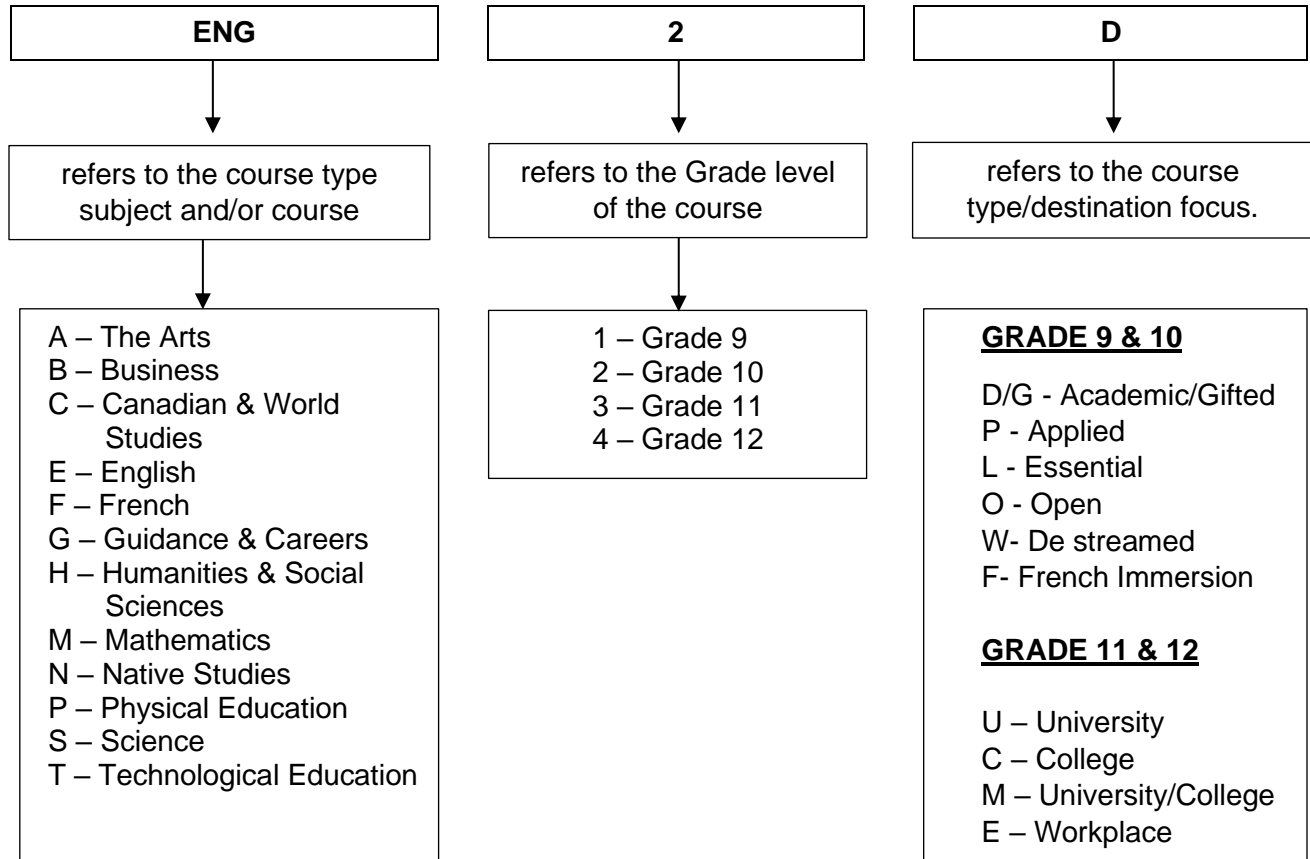 ENG
2
D
refers to the course type
subject and/or course
refers to the Grade level
of the course
refers to the course
type/destination focus.
A – The Arts
B – Business
C – Canadian & World
Studies
E – English
F – French
G – Guidance & Careers
H – Humanities & Social
Sciences
M – Mathematics
N – Native Studies
P – Physical Education
S – Science
T – Technological Education
1 – Grade 9
2 – Grade 10
3 – Grade 11
4 – Grade 12
GRADE 9 & 10
D/G - Academic/Gifted
P - Applied
L - Essential
O - Open
W- De streamed
F- French Immersion
GRADE 11 & 12
U – University
C – College
M – University/College
E – Workplace